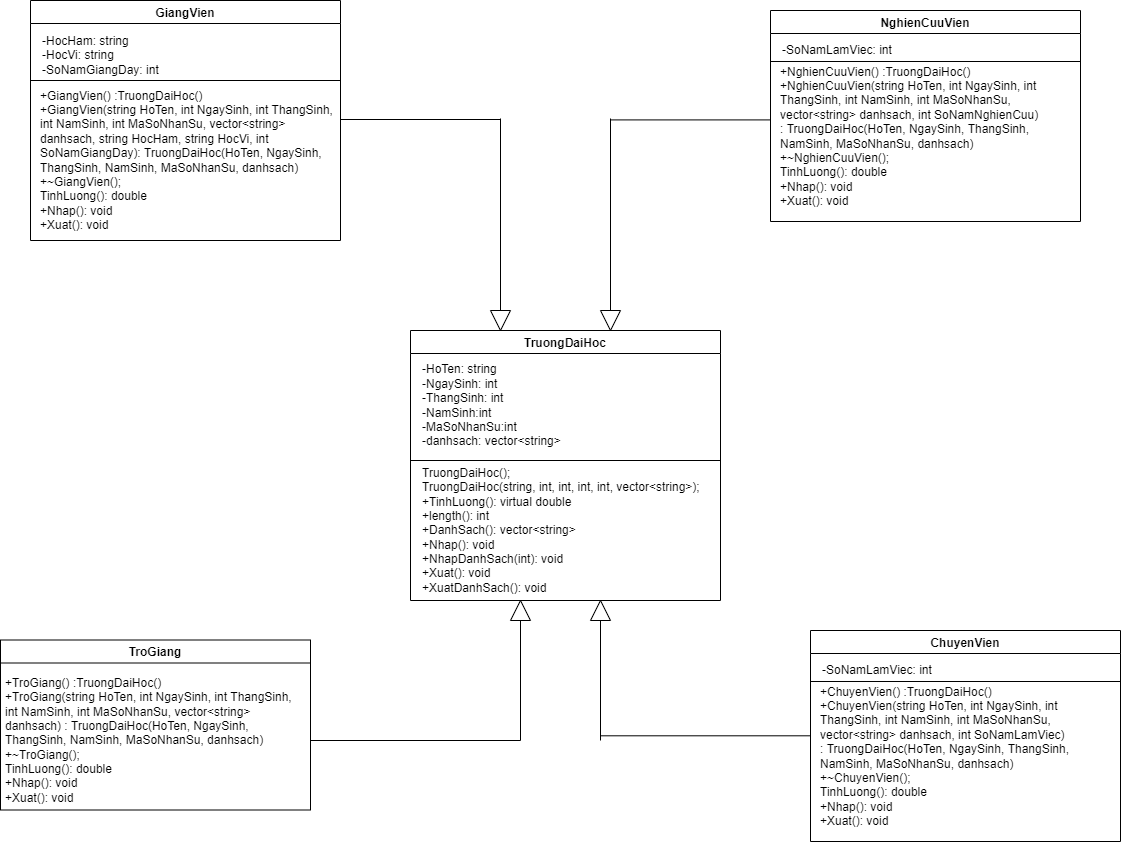 GiangVien
-HocHam: string
-HocVi: string
-SoNamGiangDay: int
+GiangVien() :TruongDaiHoc()
+GiangVien(string HoTen, int NgaySinh, int ThangSinh,
int NamSinh, int MaSoNhanSu, vector<string>
danhsach, string HocHam, string HocVi, int
SoNamGiangDay): TruongDaiHoc(HoTen, NgaySinh,
ThangSinh, NamSinh, MaSoNhanSu, danhsach)
+~GiangVien();
TinhLuong(): double
+Nhap(): void
+Xuat(): void
NghienCuuVien
-SoNamLamViec: int
+NghienCuuVien() :TruongDaiHoc()
+NghienCuuVien(string HoTen, int NgaySinh, int
ThangSinh, int NamSinh, int MaSoNhanSu,
vector<string> danhsach, int SoNamNghienCuu)
: TruongDaiHoc(HoTen, NgaySinh, ThangSinh,
NamSinh, MaSoNhanSu, danhsach)
+~NghienCuuVien();
TinhLuong(): double
+Nhap(): void
+Xuat(): void
TruongDaiHoc
-HoTen: string
-NgaySinh: int
-ThangSinh: int
-NamSinh:int
-MaSoNhanSu:int
-danhsach: vector<string>
TruongDaiHoc();
TruongDaiHoc(string, int, int, int, int, vector<string>);
+TinhLuong(): virtual double
+length(): int
+DanhSach(): vector<string>
+Nhap(): void
+NhapDanhSach(int): void
+Xuat(): void
+XuatDanhSach(): void
TroGiang
+TroGiang() :TruongDaiHoc()
+TroGiang(string HoTen, int NgaySinh, int ThangSinh,
int NamSinh, int MaSoNhanSu, vector<string>
danhsach) : TruongDaiHoc(HoTen, NgaySinh,
ThangSinh, NamSinh, MaSoNhanSu, danhsach)
+~TroGiang();
TinhLuong(): double
+Nhap(): void
+Xuat(): void
ChuyenVien
-SoNamLamViec: int
+ChuyenVien() :TruongDaiHoc()
+ChuyenVien(string HoTen, int NgaySinh, int
ThangSinh, int NamSinh, int MaSoNhanSu,
vector<string> danhsach, int SoNamLamViec)
: TruongDaiHoc(HoTen, NgaySinh, ThangSinh,
NamSinh, MaSoNhanSu, danhsach)
+~ChuyenVien();
TinhLuong(): double
+Nhap(): void
+Xuat(): void